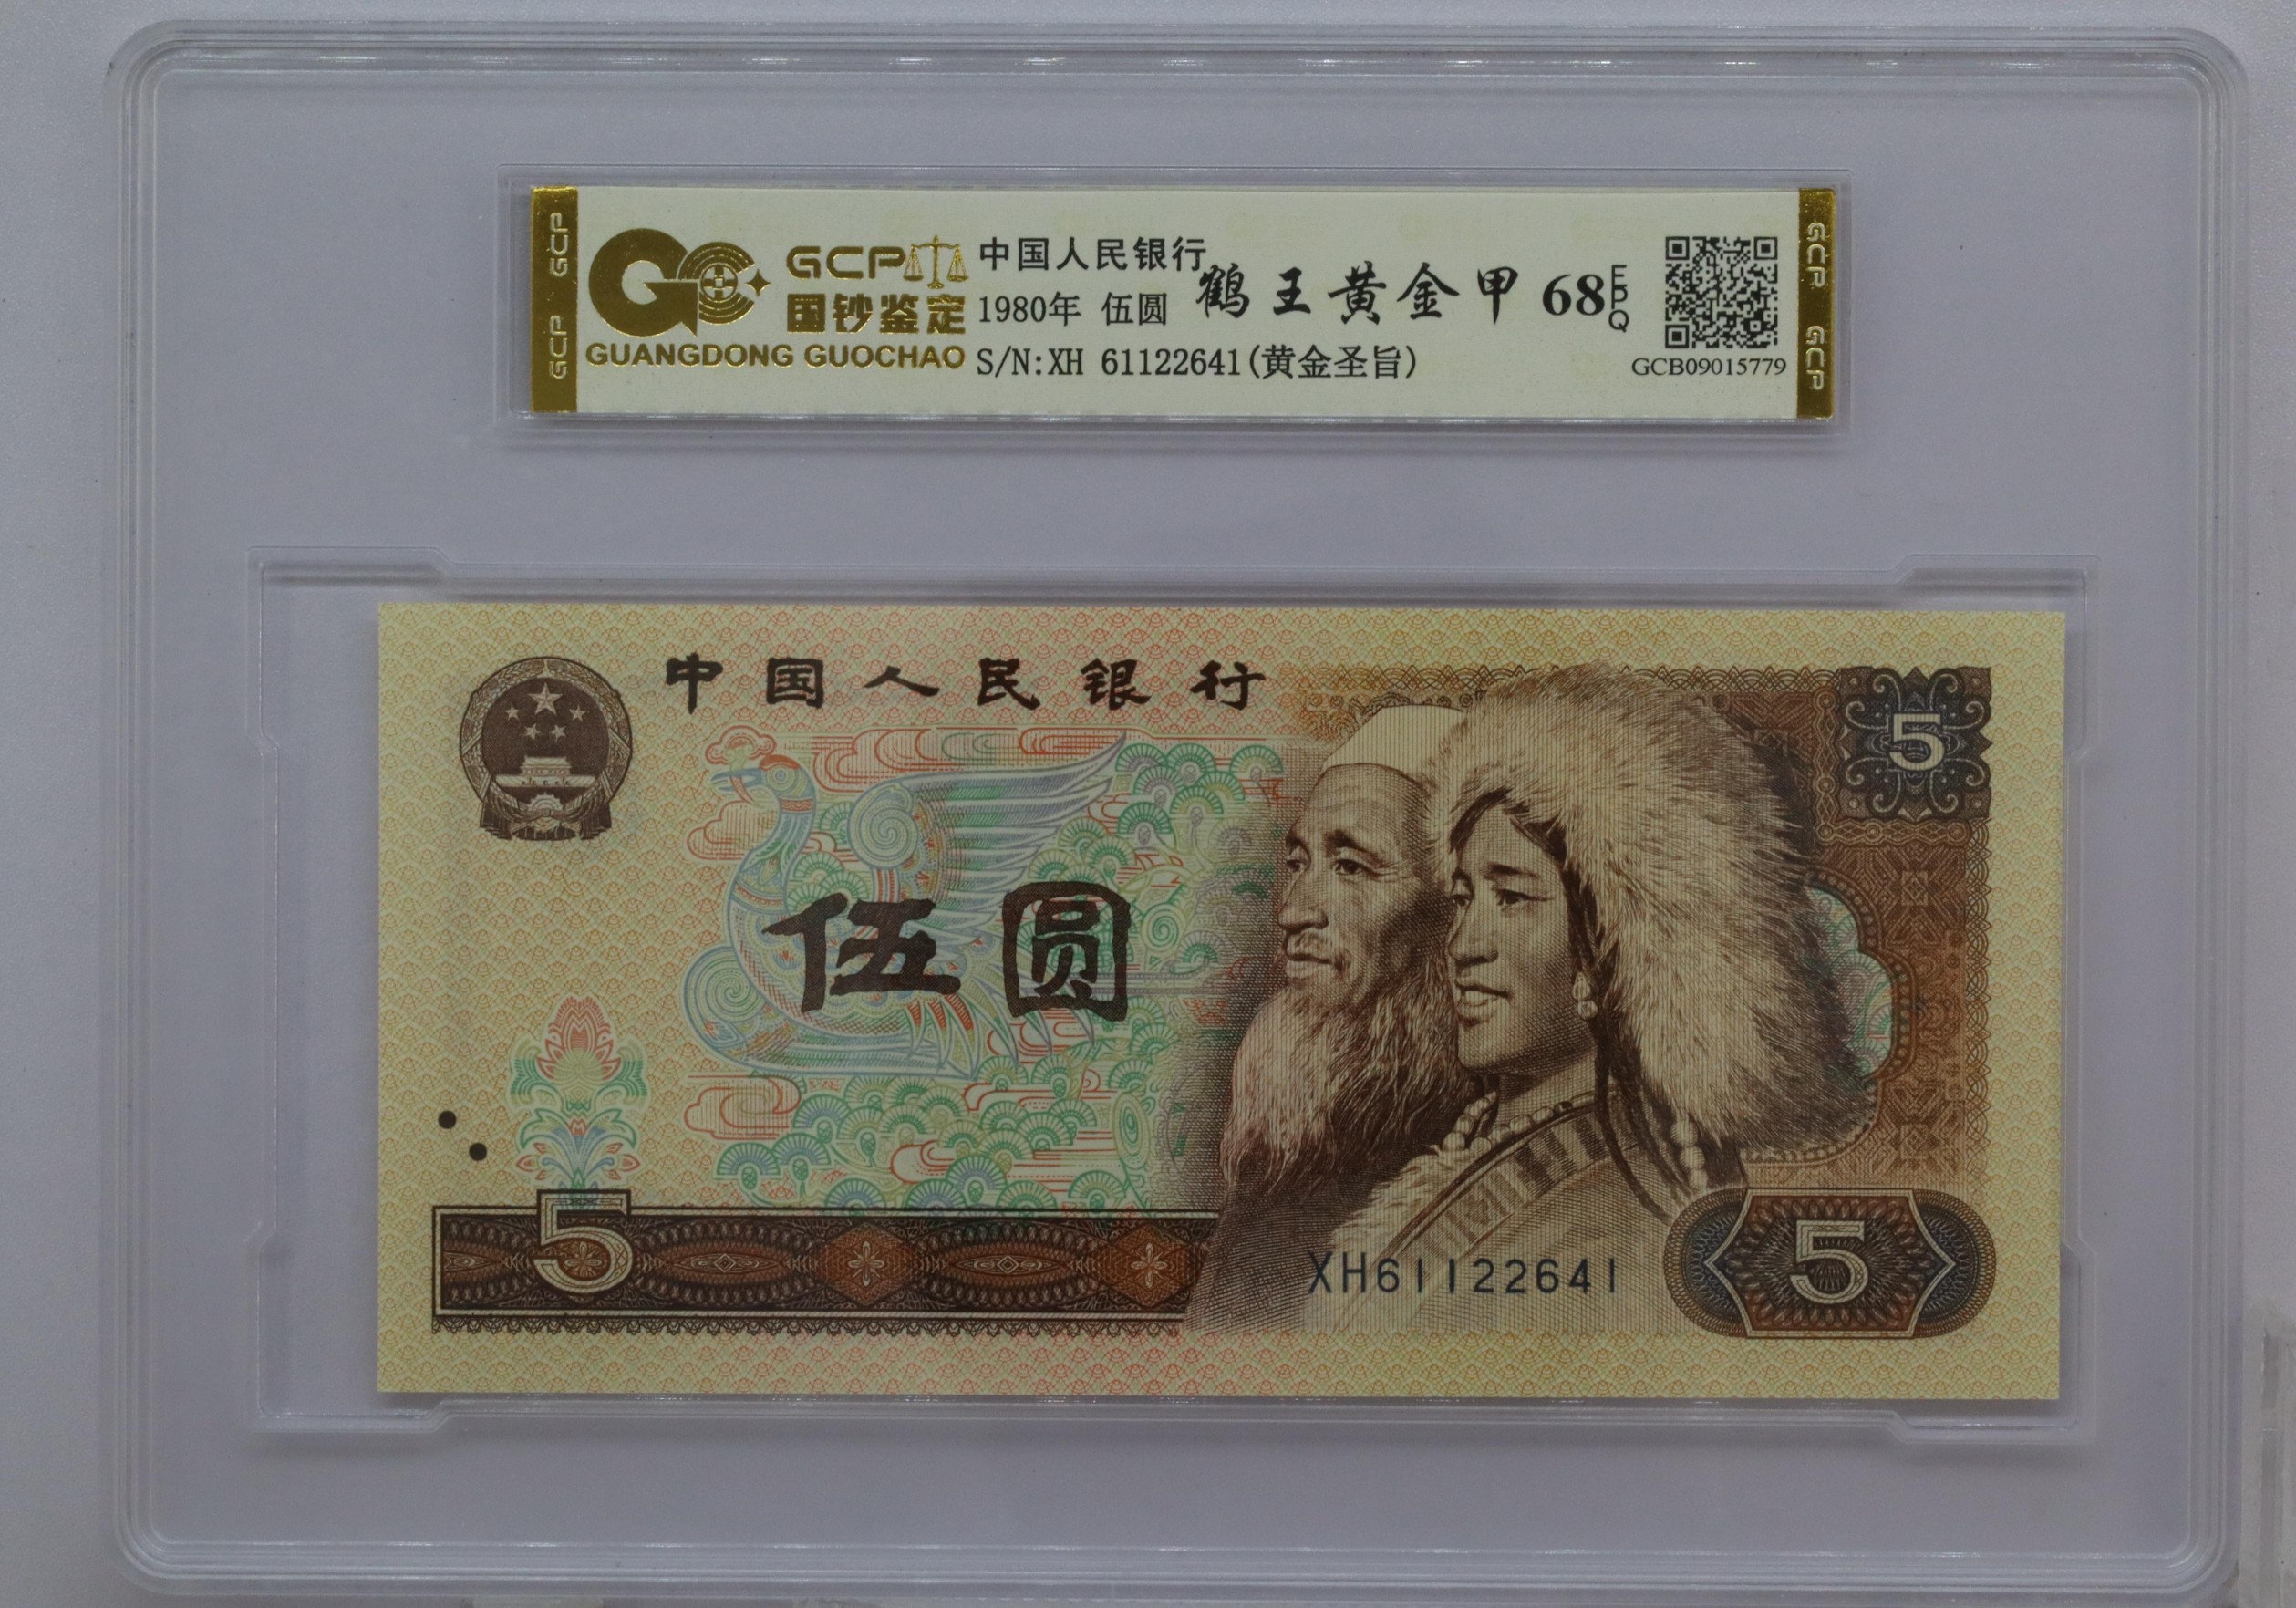 GCP GCP
GCP
国钞鉴定
GUANGDONG GUOCHAO
中国人民银行
1980年 伍圆
S/N:XH 61122641(黄金圣旨)
鹤王黄金甲 68 EPQ
GCB09015779
GCP GCP
中国人民银行
5
伍圆
5
XH61122641
5